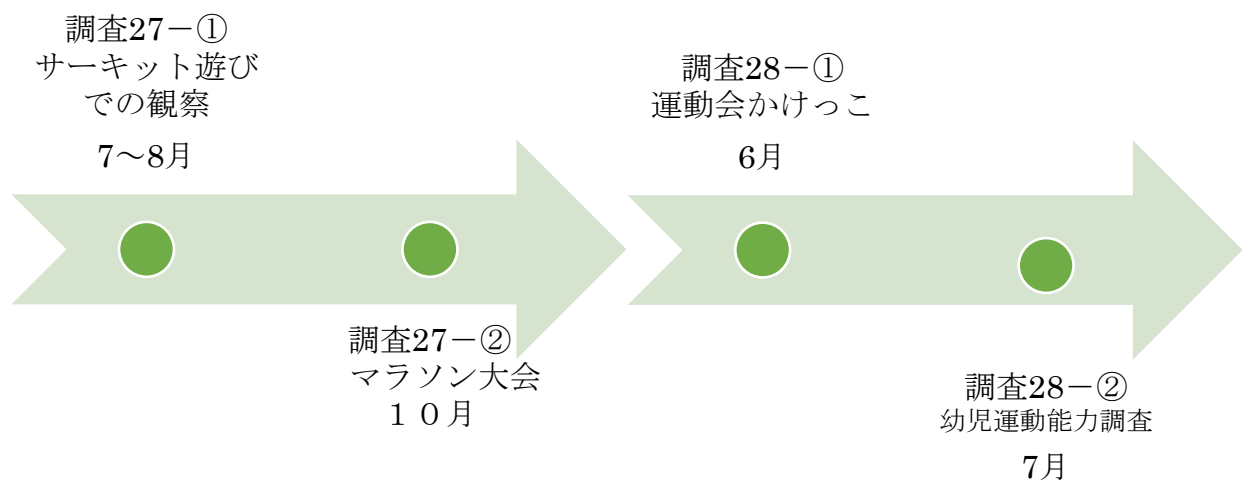 調査27－①
サーキット遊び
での観察
7～8月
調査27－②
マラソン大会
１０月
調査28－①
運動会かけっこ
6月
調査28－②
幼児運動能力調査
7月